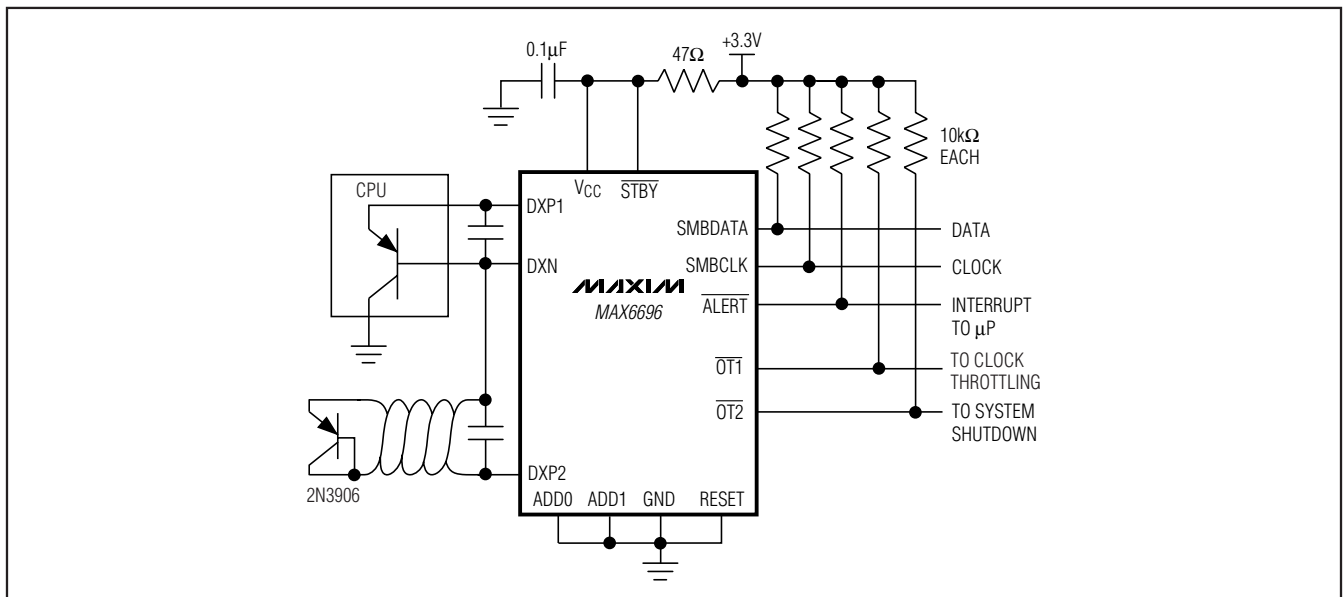 0.1µF
47Ω
+3.3V
10kΩ
EACH
CPU
VCC
STBY
DXP1
SMBDATA
DATA
DXN
SMBCLK
CLOCK
MAXIM
MAX6696
ALERT
INTERRUPT
TO µP
OT1
TO CLOCK
THROTTLING
OT2
TO SYSTEM
SHUTDOWN
DXP2
2N3906
ADD0
ADD1
GND
RESET